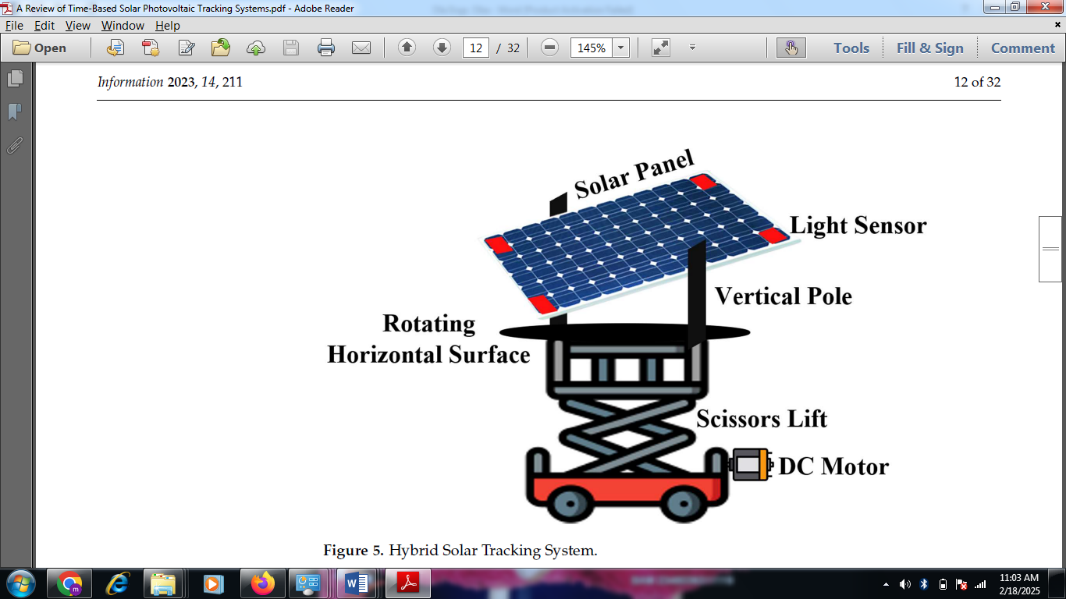 A Review of Time-Based Solar Photovoltaic Tracking Systems.pdf - Adobe Reader
File Edit View Window Help
Open 12 / 32 145% Tools Fill & Sign Comment
Information 2023, 14, 211 12 of 32
Solar Panel
Light Sensor
Vertical Pole
Rotating
Horizontal Surface
Scissors Lift
DC Motor
Figure 5. Hybrid Solar Tracking System.
11:03 AM
2/18/2025